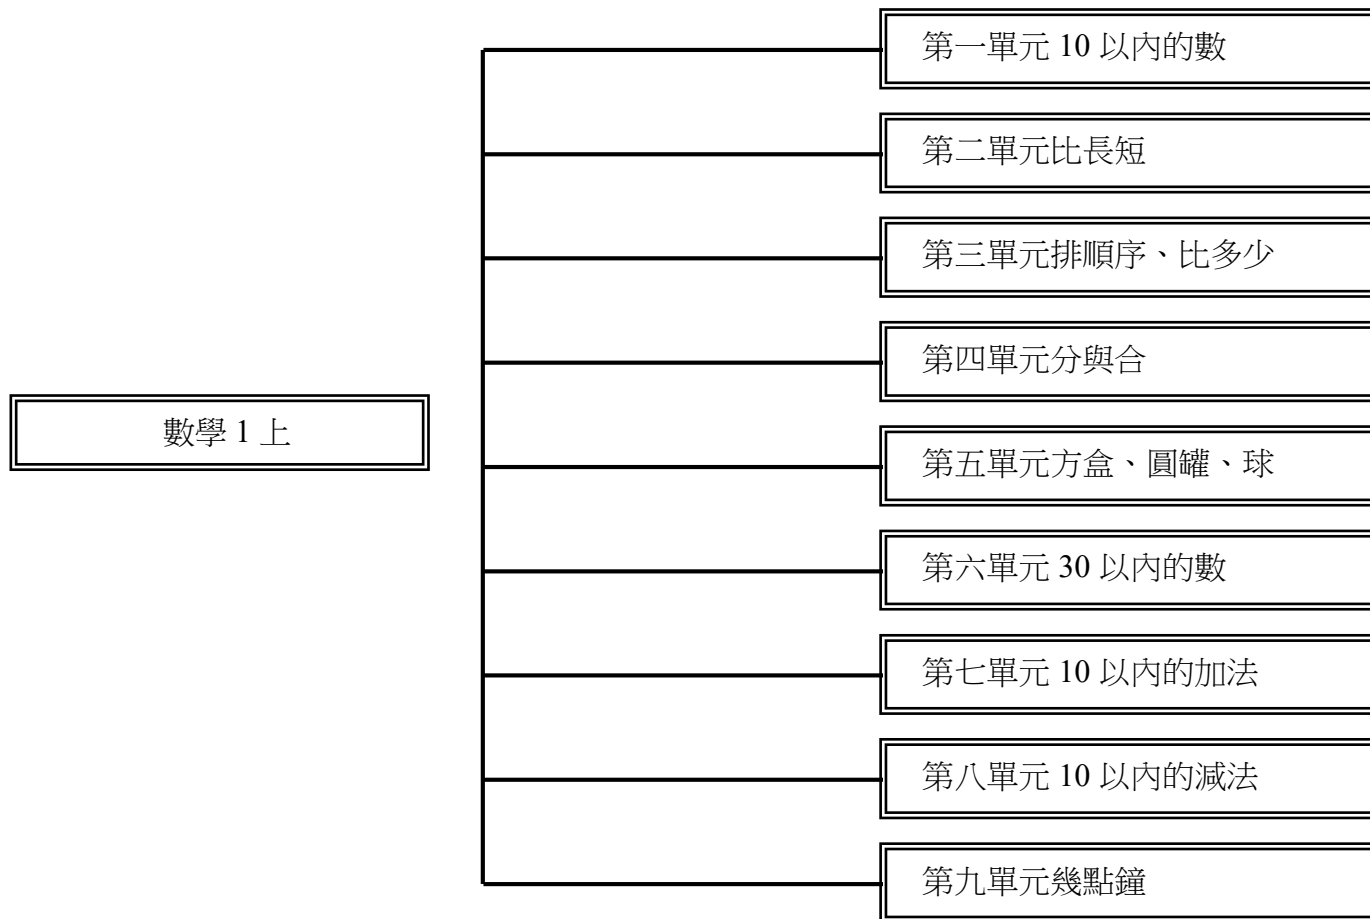 第一單元 10 以內的數
第二單元比長短
第三單元排順序、比多少
第四單元分與合
數學 1 上
第五單元方盒、圓罐、球
第六單元 30 以內的數
第七單元 10 以內的加法
第八單元 10 以內的減法
第九單元幾點鐘